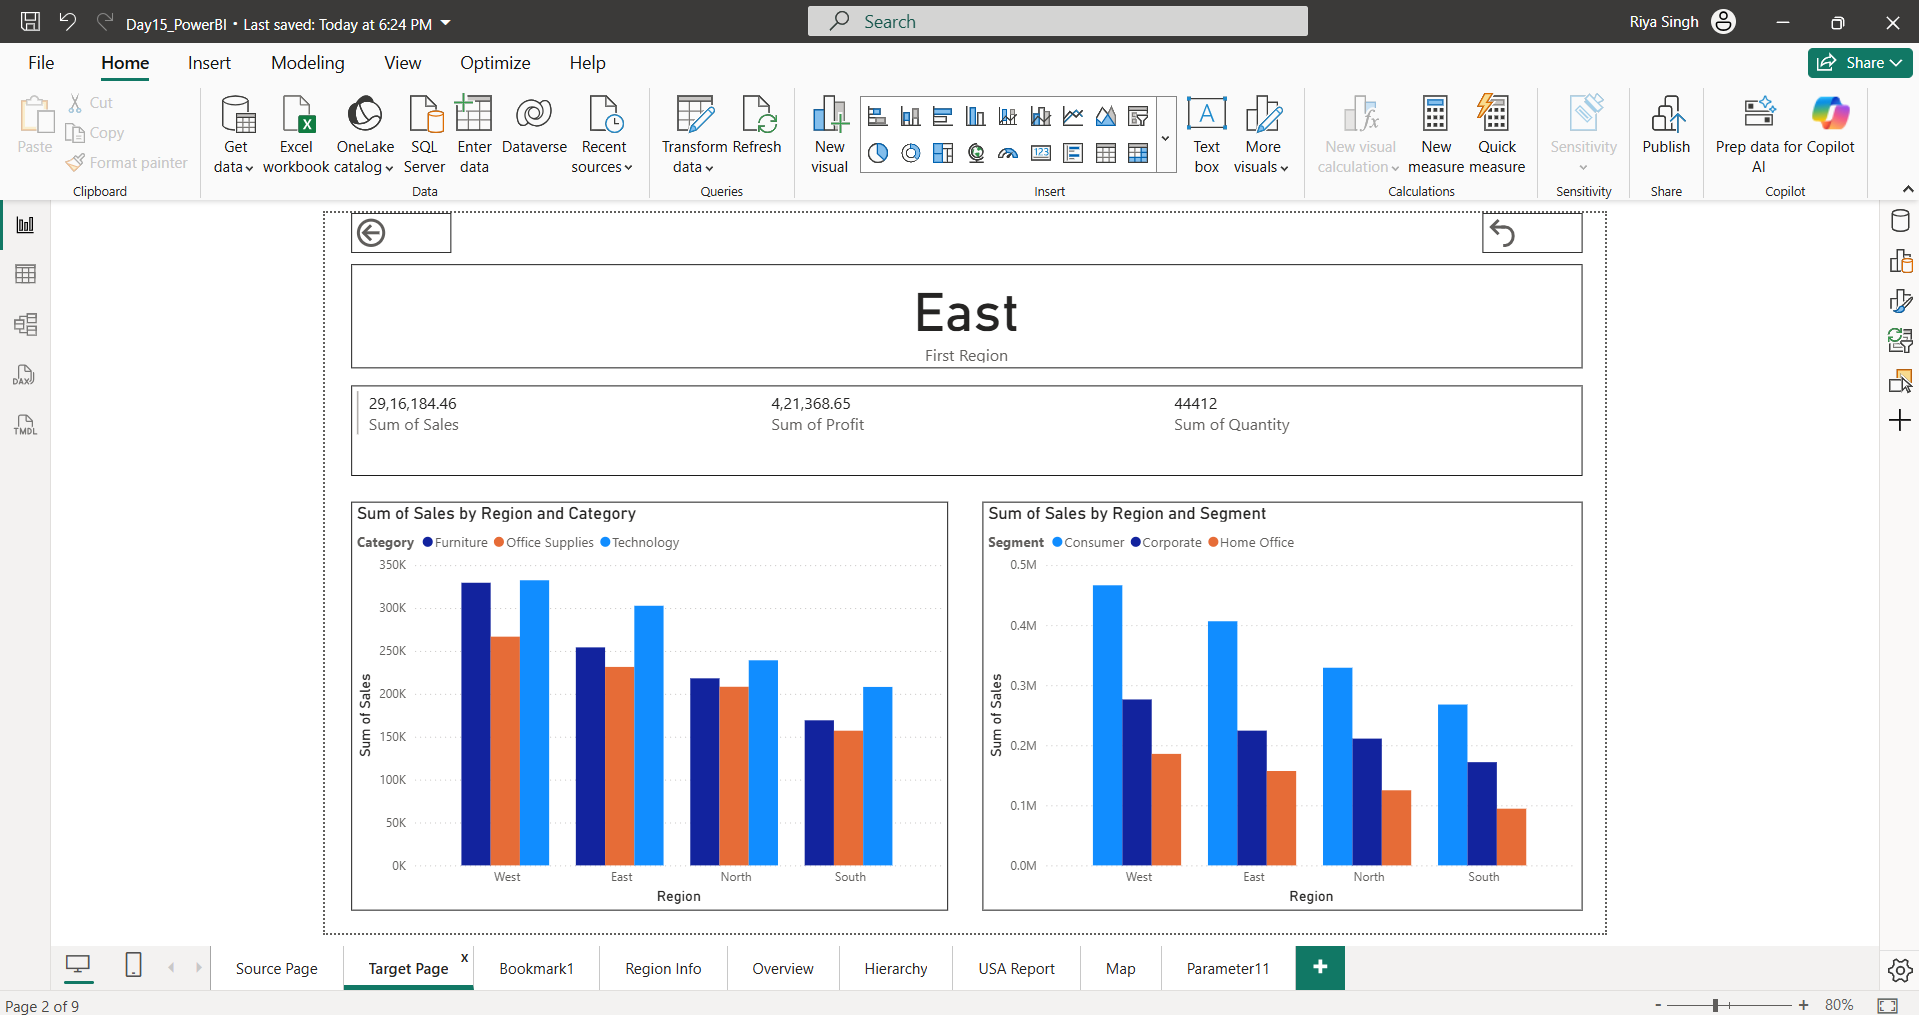 Day15_PowerBI • Last saved: Today at 6:24 PM
Search
Riya Singh
File Home Insert Modeling View Optimize Help
Share
Paste
Cut
Copy
Format painter
Clipboard
Get data
Excel workbook
OneLake catalog
SQL Server
Enter data
Dataverse
Recent sources
Data
Transform data
Refresh
Queries
New visual
123
Insert
A
Text box
More visuals
New visual calculation
New measure
Quick measure
Calculations
Sensitivity
Sensitivity
Publish
Share
Prep data for AI
Copilot
Copilot
DAX
TMDL
East
First Region
29,16,184.46 4,21,368.65 44412
Sum of Sales Sum of Profit Sum of Quantity
Sum of Sales by Region and Category
Category Furniture Office Supplies Technology
350K
300K
250K
200K
150K
100K
50K
0K
Sum of Sales
West East North South
Region
Sum of Sales by Region and Segment
Segment Consumer Corporate Home Office
0.5M
0.4M
0.3M
0.2M
0.1M
0.0M
Sum of Sales
West East North South
Region
Source Page Target Page x Bookmark1 Region Info Overview Hierarchy USA Report Map Parameter11 +
Page 2 of 9
- + 80%